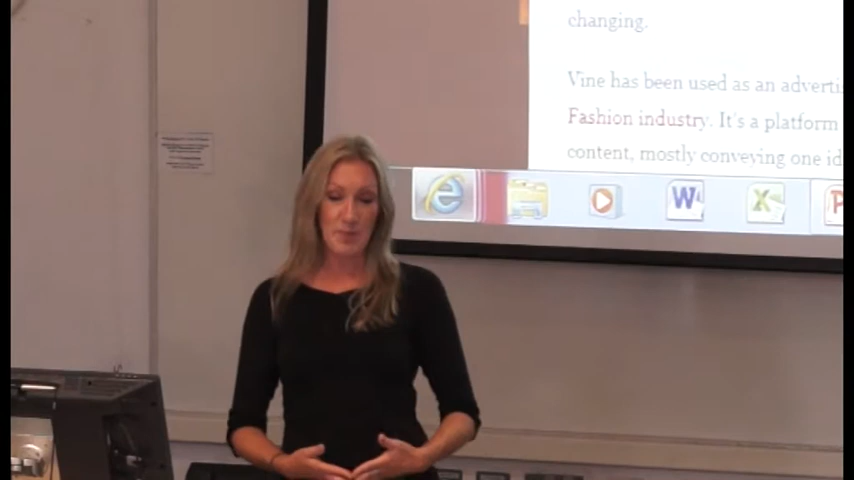 changing.
Vine has been used as an adverti
Fashion industry. It's a platform
content, mostly conveying one id